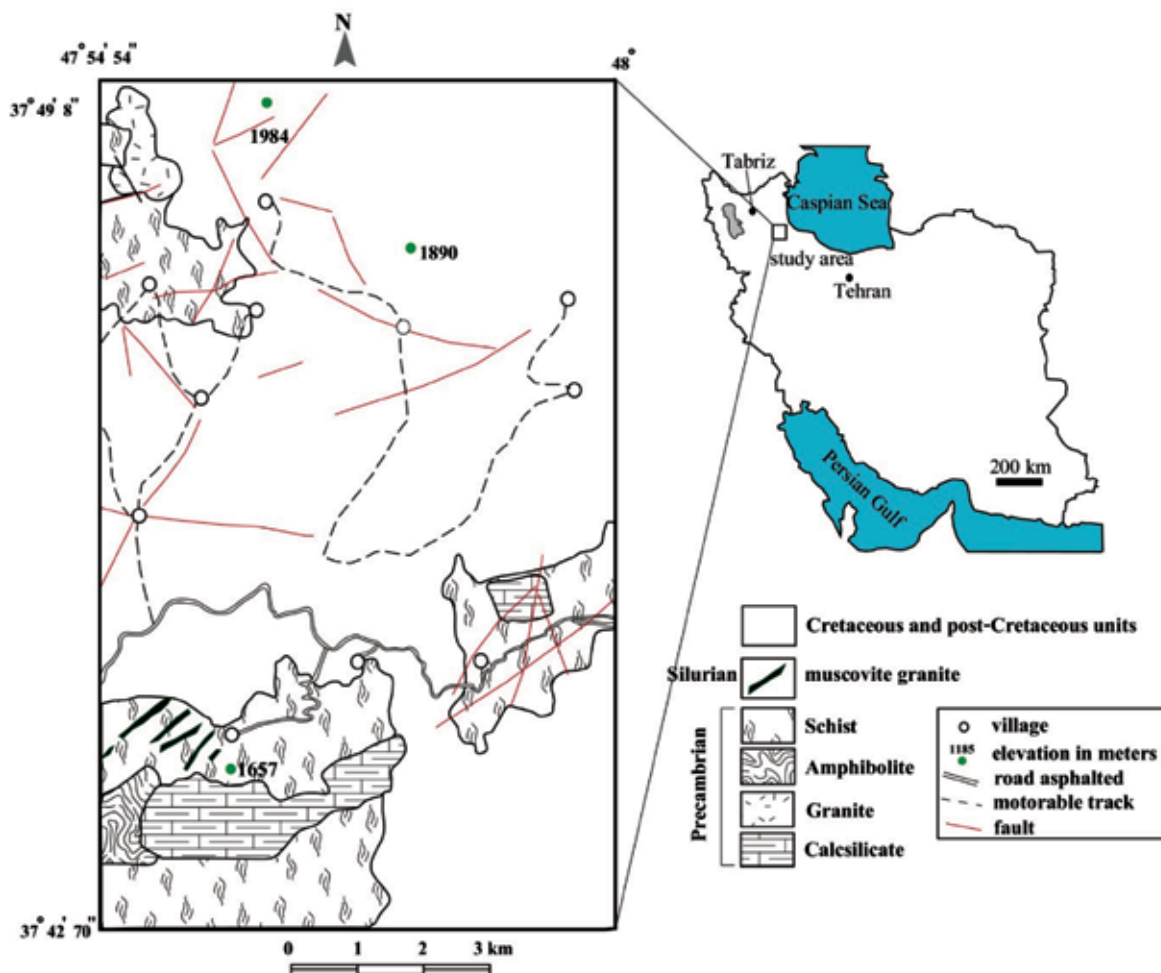 N
47° 54' 54"
48°
37° 49' 8"
1984
1890
1657
37° 42' 70"
0 1 2 3 km
Tabriz
Caspian Sea
study area
Tehran
Persian Gulf
200 km
Cretaceous and post-Cretaceous units
Silurian
muscovite granite
Precambrian
Schist
Amphibolite
Granite
Calcsilicate
village
1185
elevation in meters
road asphalted
motorable track
fault